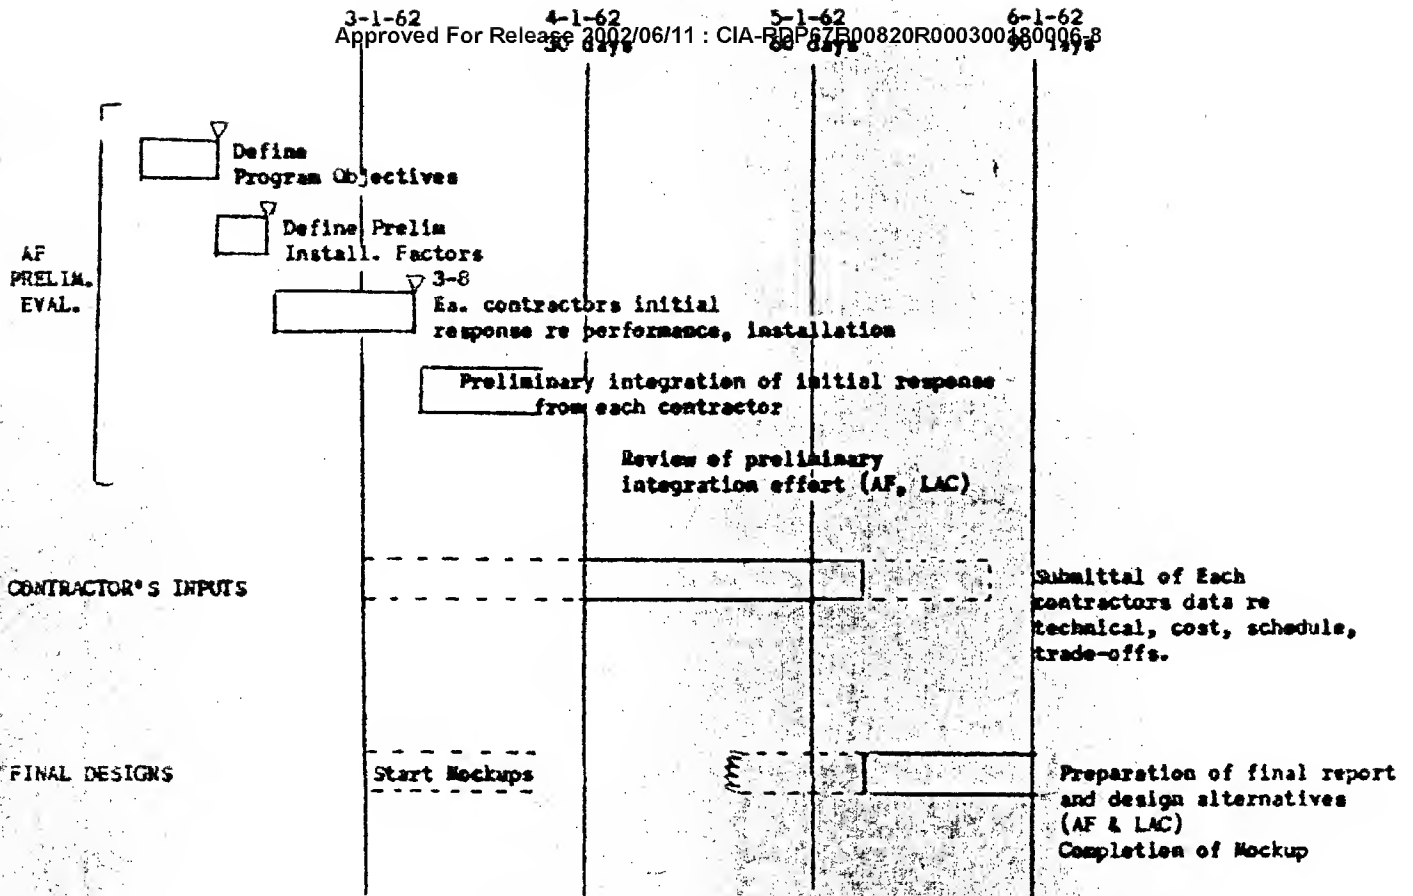 3-1-62 4-1-62 5-1-62 6-1-62
Approved For Release 2002/06/11 : CIA-RDP67B00820R000300180006-8
30 days 60 days 90 days
Define
Program Objectives
Define Prelim
Install. Factors
AF
PRELIM.
EVAL.
3-8
Ea. contractors initial
response re performance, installation
Preliminary integration of initial response
from each contractor
Review of preliminary
integration effort (AF, LAC)
CONTRACTOR'S INPUTS
Submittal of Each
contractors data re
technical, cost, schedule,
trade-offs.
FINAL DESIGNS
Start Mockups
Preparation of final report
and design alternatives
(AF & LAC)
Completion of Mockup